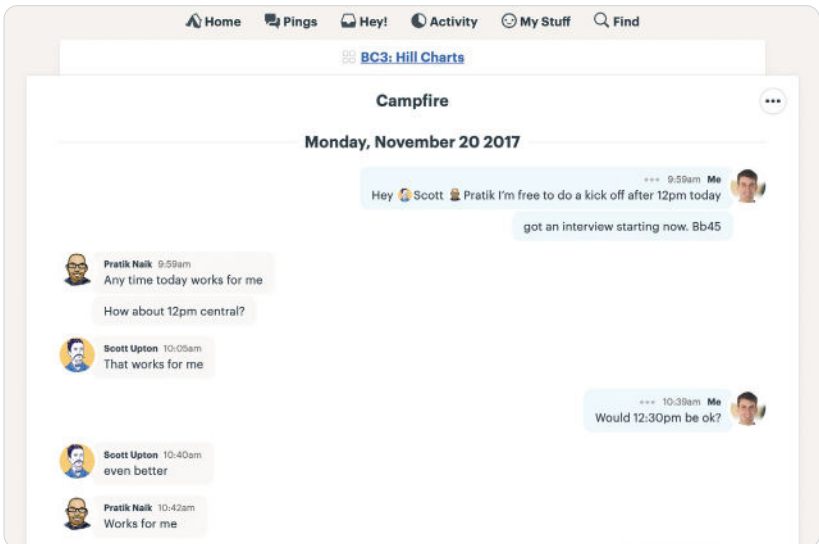 Home Pings Hey! Activity My Stuff Find
BC3: Hill Charts
Campfire
Monday, November 20 2017
9:59am Me
Hey Scott Pratik I'm free to do a kick off after 12pm today
got an interview starting now. Bb45
Pratik Naik 9:59am
Any time today works for me
How about 12pm central?
Scott Upton 10:05am
That works for me
10:39am Me
Would 12:30pm be ok?
Scott Upton 10:40am
even better
Pratik Naik 10:42am
Works for me